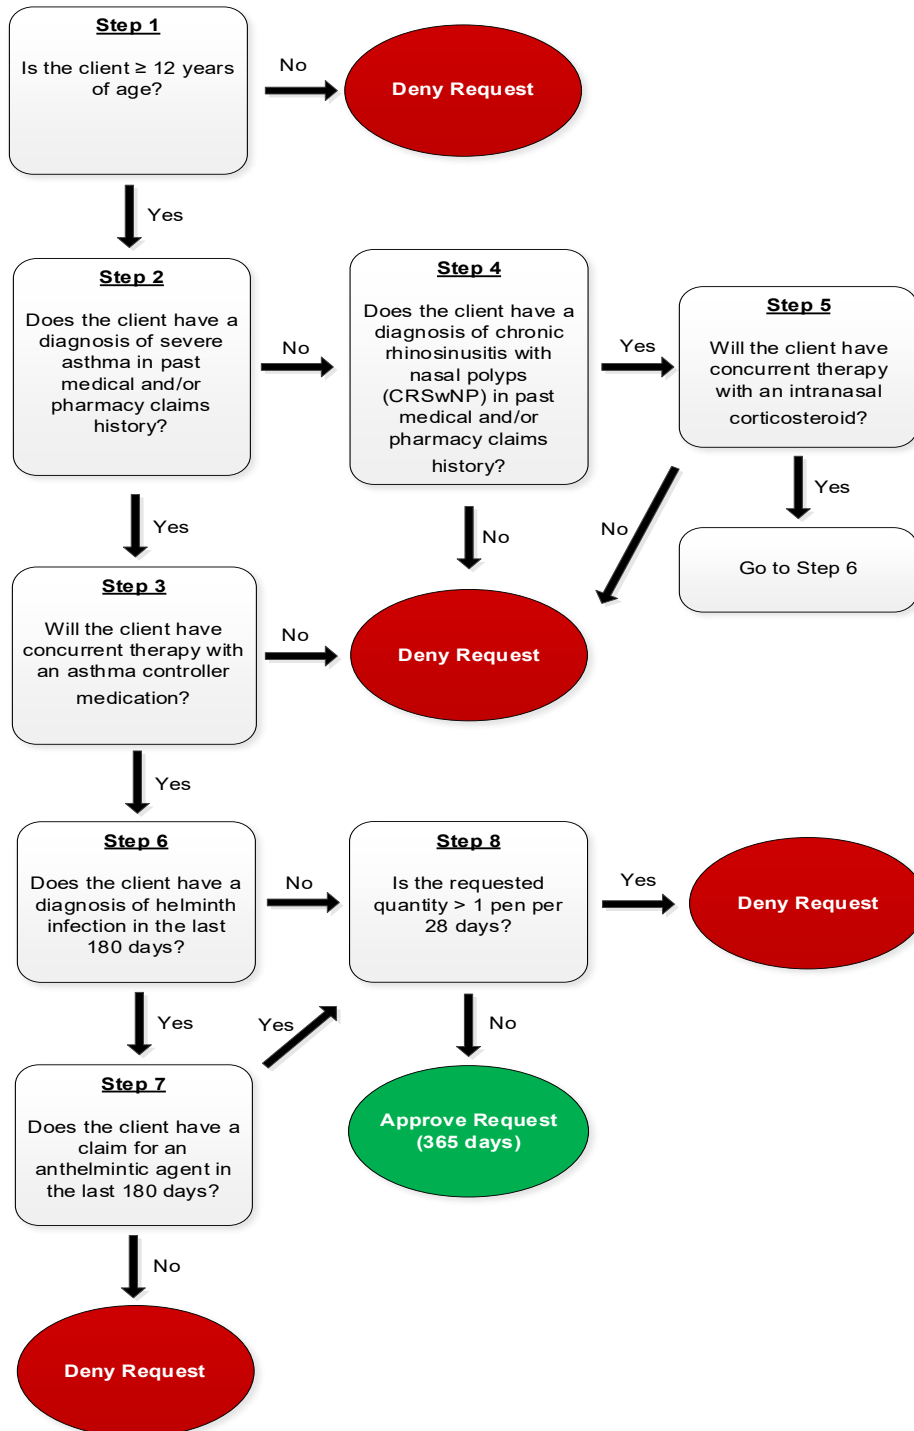 Step 1
Is the client ≥ 12 years
of age?
No
Deny Request
Yes
Step 2
Does the client have a
diagnosis of severe
asthma in past
medical and/or
pharmacy claims
history?
No
Step 4
Does the client have a
diagnosis of chronic
rhinosinusitis with
nasal polyps
(CRSwNP) in past
medical and/or
pharmacy claims
history?
Yes
Step 5
Will the client have
concurrent therapy
with an intranasal
corticosteroid?
Yes
No
No
Yes
Go to Step 6
Step 3
Will the client have
concurrent therapy with
an asthma controller
medication?
No
Deny Request
Yes
Step 6
Does the client have a
diagnosis of helminth
infection in the last
180 days?
No
Step 8
Is the requested
quantity > 1 pen per
28 days?
Yes
Deny Request
Yes
Yes
No
Step 7
Does the client have a
claim for an
anthelmintic agent in
the last 180 days?
Approve Request
(365 days)
No
Deny Request